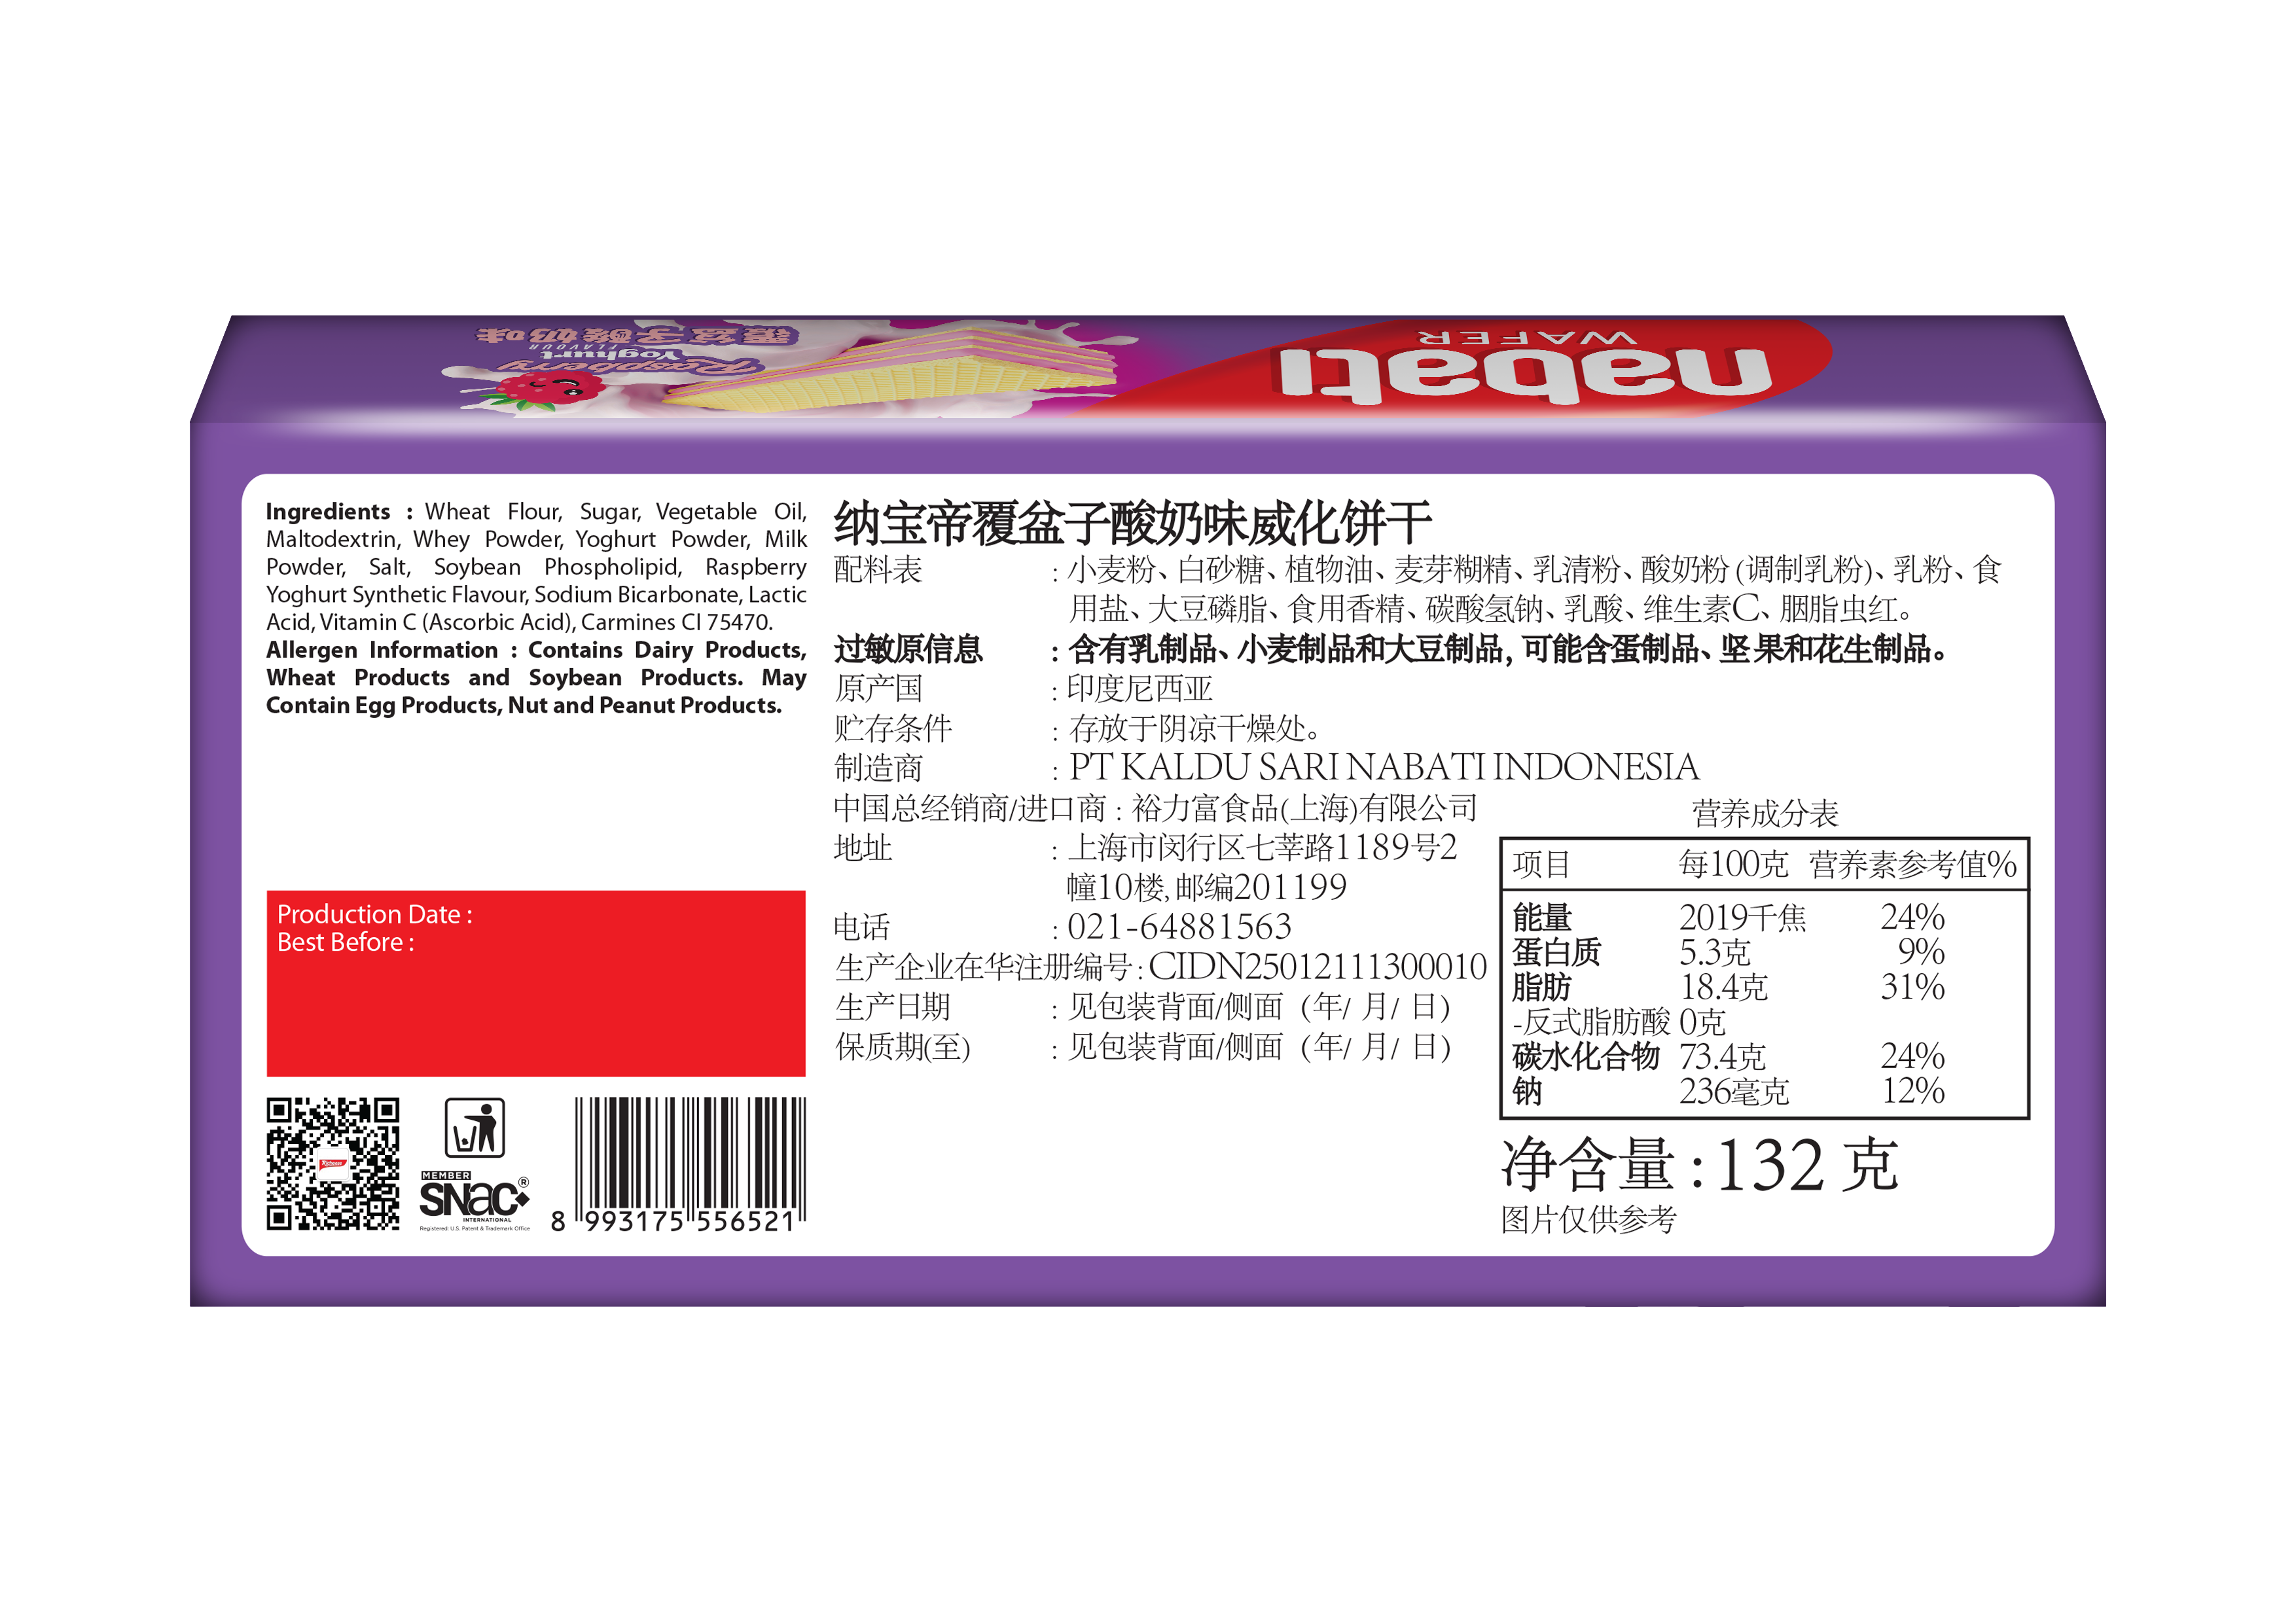 nabati
WAFER
Raspberry
Yoghurt
FLAVOUR
覆盆子酸奶味
Ingredients : Wheat Flour, Sugar, Vegetable Oil,
Maltodextrin, Whey Powder, Yoghurt Powder, Milk
Powder, Salt, Soybean Phospholipid, Raspberry
Yoghurt Synthetic Flavour, Sodium Bicarbonate, Lactic
Acid, Vitamin C (Ascorbic Acid), Carmines CI 75470.
Allergen Information : Contains Dairy Products,
Wheat Products and Soybean Products. May
Contain Egg Products, Nut and Peanut Products.
Production Date :
Best Before :
Richeese
MEMBER
SNAC
®
INTERNATIONAL
Registered: U.S. Patent & Trademark Office
8 993175 556521
纳宝帝覆盆子酸奶味威化饼干
配料表 : 小麦粉、白砂糖、植物油、麦芽糊精、乳清粉、酸奶粉 (调制乳粉)、乳粉、食
用盐、大豆磷脂、食用香精、碳酸氢钠、乳酸、维生素C、胭脂虫红。
过敏原信息 : 含有乳制品、小麦制品和大豆制品, 可能含蛋制品、坚果和花生制品。
原产国 : 印度尼西亚
贮存条件 : 存放于阴凉干燥处。
制造商 : PT KALDU SARI NABATI INDONESIA
中国总经销商/进口商 : 裕力富食品(上海)有限公司
地址 : 上海市闵行区七莘路1189号2
幢10楼, 邮编201199
电话 : 021-64881563
生产企业在华注册编号: CIDN25012111300010
生产日期 : 见包装背面/侧面 (年/ 月/ 日)
保质期(至) : 见包装背面/侧面 (年/ 月/ 日)
营养成分表
项目 每100克 营养素参考值%
能量 2019千焦 24%
蛋白质 5.3克 9%
脂肪 18.4克 31%
-反式脂肪酸 0克
碳水化合物 73.4克 24%
钠 236毫克 12%
净含量 : 132 克
图片仅供参考